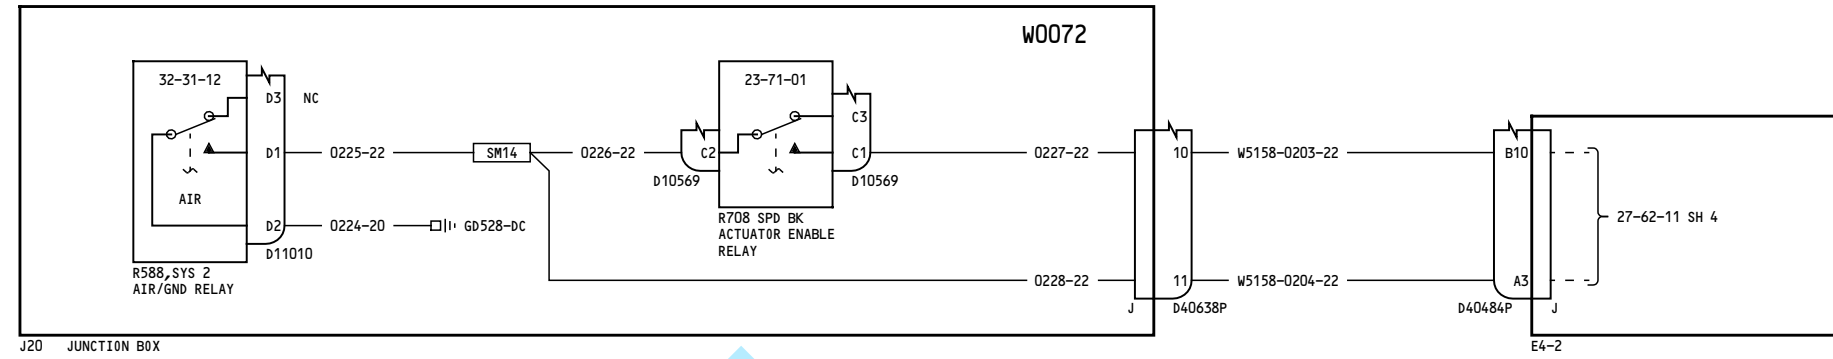 W0072
32-31-12
23-71-01
D3
NC
C3
D1
0225-22
SM14
0226-22
C2
C1
0227-22
10
W5158-0203-22
B10
D10569
D10569
AIR
R708 SPD BK
ACTUATOR ENABLE
RELAY
27-62-11 SH 4
D2
0224-20
GD528-DC
D11010
R588,SYS 2
AIR/GND RELAY
0228-22
11
W5158-0204-22
A3
J
D40638P
D40484P
J
J20 JUNCTION BOX
E4-2